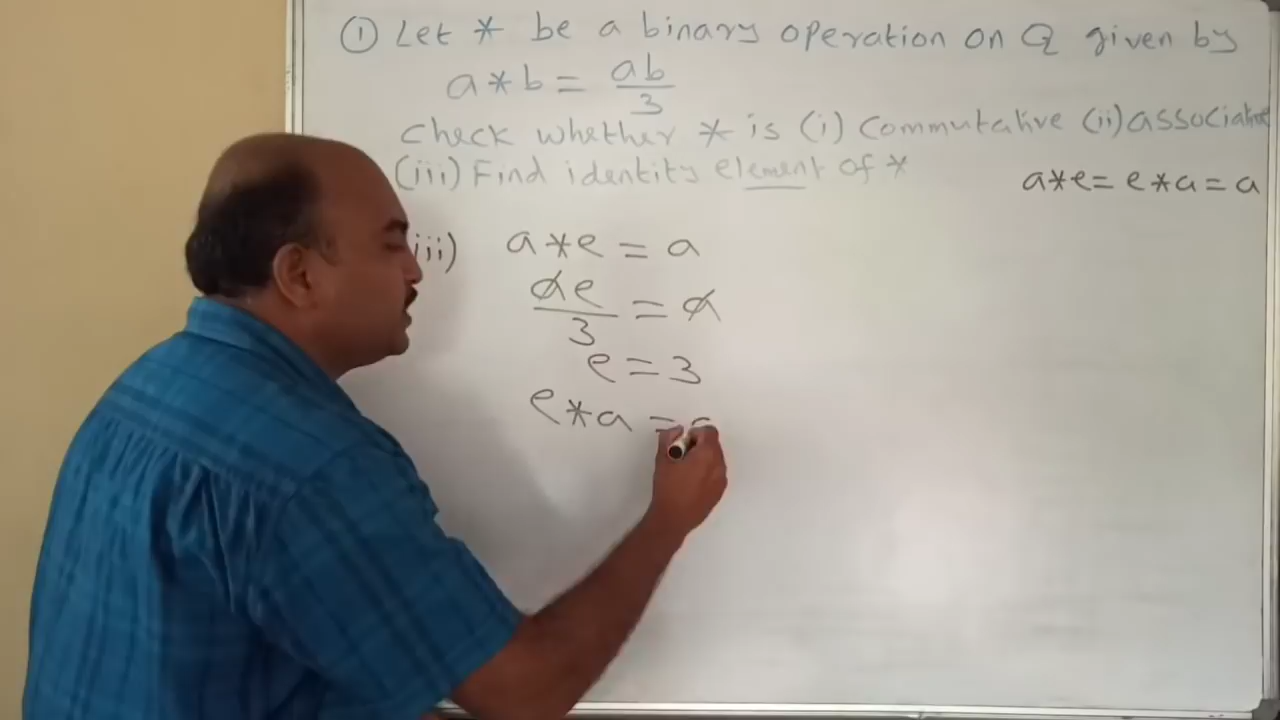 ① Let * be a binary operation on Q given by
a * b = ab/3
Check whether * is (i) Commutative (ii) associative
(iii) Find identity element of *
a * e = e * a = a
iii) a * e = a
ae/3 = a
e = 3
e * a = a